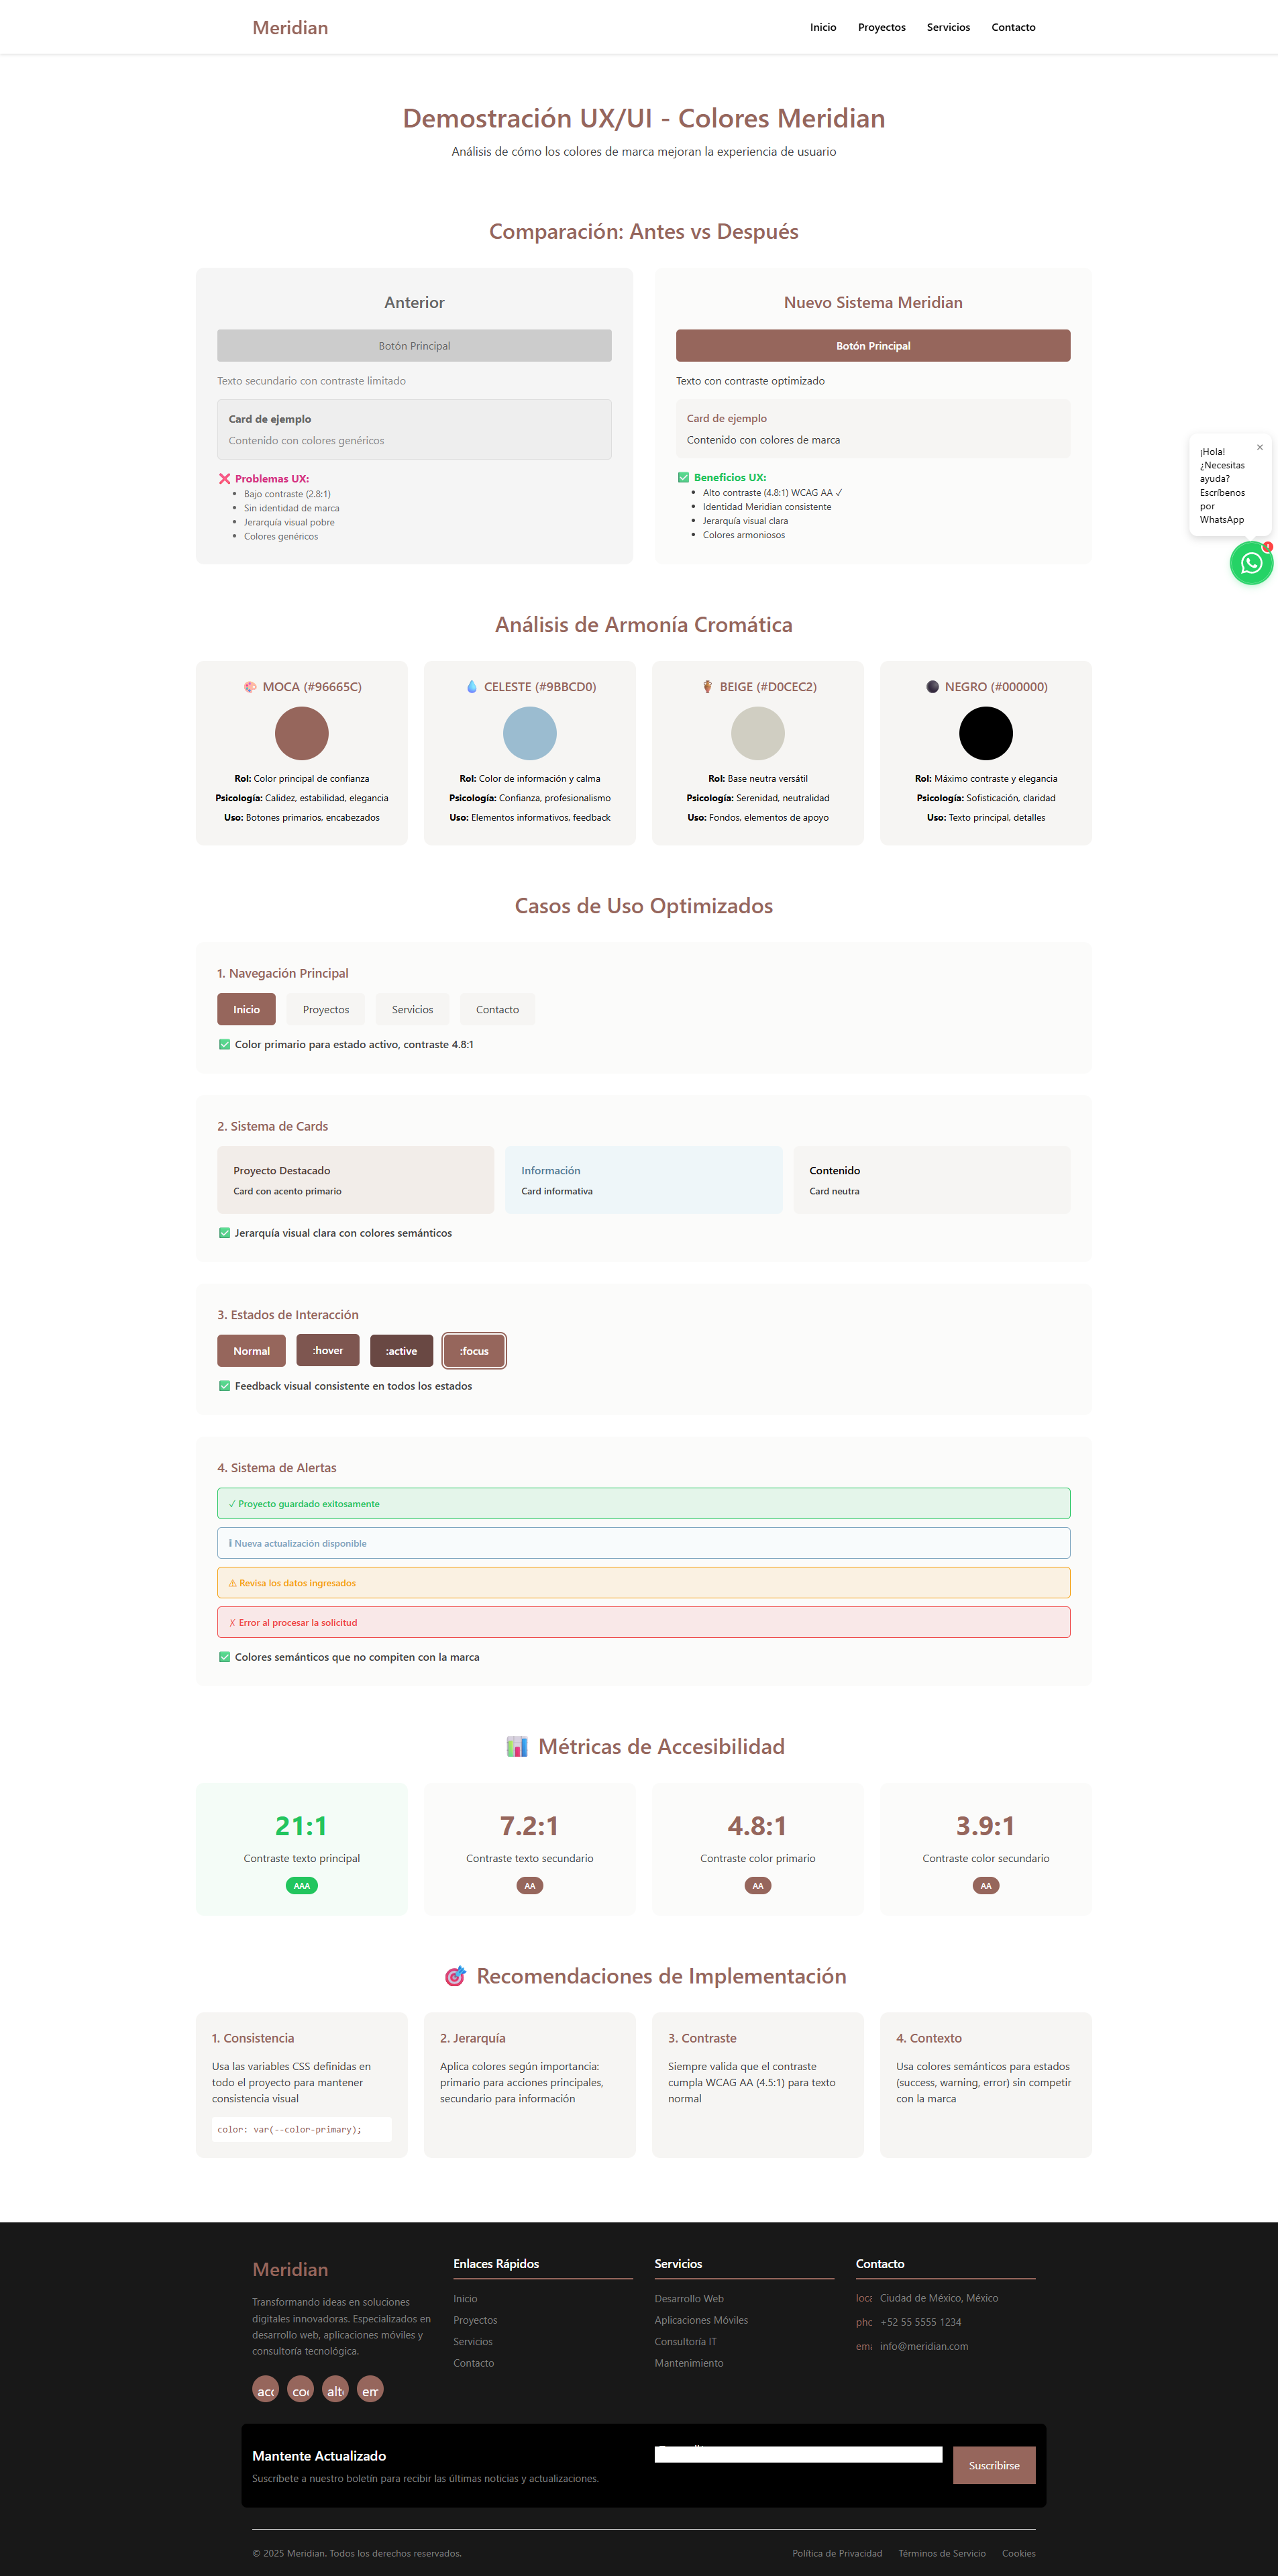 Meridian
Inicio Proyectos Servicios Contacto
Demostración UX/UI - Colores Meridian
Análisis de cómo los colores de marca mejoran la experiencia de usuario
Comparación: Antes vs Después
Anterior
Botón Principal
Texto secundario con contraste limitado
Card de ejemplo
Contenido con colores genéricos
❌ Problemas UX:
Bajo contraste (2.8:1)
Sin identidad de marca
Jerarquía visual pobre
Colores genéricos
Nuevo Sistema Meridian
Botón Principal
Texto con contraste optimizado
Card de ejemplo
Contenido con colores de marca
✅ Beneficios UX:
Alto contraste (4.8:1) WCAG AA ✓
Identidad Meridian consistente
Jerarquía visual clara
Colores armoniosos
¡Hola!
¿Necesitas
ayuda?
Escríbenos
por
WhatsApp
×
!
Análisis de Armonía Cromática
🎨 MOCA (#96665C)
Rol: Color principal de confianza
Psicología: Calidez, estabilidad, elegancia
Uso: Botones primarios, encabezados
💧 CELESTE (#9BBCD0)
Rol: Color de información y calma
Psicología: Confianza, profesionalismo
Uso: Elementos informativos, feedback
🍦 BEIGE (#D0CEC2)
Rol: Base neutra versátil
Psicología: Serenidad, neutralidad
Uso: Fondos, elementos de apoyo
🌑 NEGRO (#000000)
Rol: Máximo contraste y elegancia
Psicología: Sofisticación, claridad
Uso: Texto principal, detalles
Casos de Uso Optimizados
1. Navegación Principal
Inicio Proyectos Servicios Contacto
✅ Color primario para estado activo, contraste 4.8:1
2. Sistema de Cards
Proyecto Destacado
Card con acento primario
Información
Card informativa
Contenido
Card neutra
✅ Jerarquía visual clara con colores semánticos
3. Estados de Interacción
Normal :hover :active :focus
✅ Feedback visual consistente en todos los estados
4. Sistema de Alertas
✓ Proyecto guardado exitosamente
ℹ Nueva actualización disponible
⚠ Revisa los datos ingresados
✗ Error al procesar la solicitud
✅ Colores semánticos que no compiten con la marca
📊 Métricas de Accesibilidad
21:1
Contraste texto principal
AAA
7.2:1
Contraste texto secundario
AA
4.8:1
Contraste color primario
AA
3.9:1
Contraste color secundario
AA
🎯 Recomendaciones de Implementación
1. Consistencia
Usa las variables CSS definidas en
todo el proyecto para mantener
consistencia visual
color: var(--color-primary);
2. Jerarquía
Aplica colores según importancia:
primario para acciones principales,
secundario para información
3. Contraste
Siempre valida que el contraste
cumpla WCAG AA (4.5:1) para texto
normal
4. Contexto
Usa colores semánticos para estados
(success, warning, error) sin competir
con la marca
Meridian
Transformando ideas en soluciones
digitales innovadoras. Especializados en
desarrollo web, aplicaciones móviles y
consultoría tecnológica.
Enlaces Rápidos
Inicio
Proyectos
Servicios
Contacto
Servicios
Desarrollo Web
Aplicaciones Móviles
Consultoría IT
Mantenimiento
Contacto
loca Ciudad de México, México
pho +52 55 5555 1234
ema info@meridian.com
Mantente Actualizado
Suscríbete a nuestro boletín para recibir las últimas noticias y actualizaciones.
Suscribirse
© 2025 Meridian. Todos los derechos reservados.
Política de Privacidad Términos de Servicio Cookies